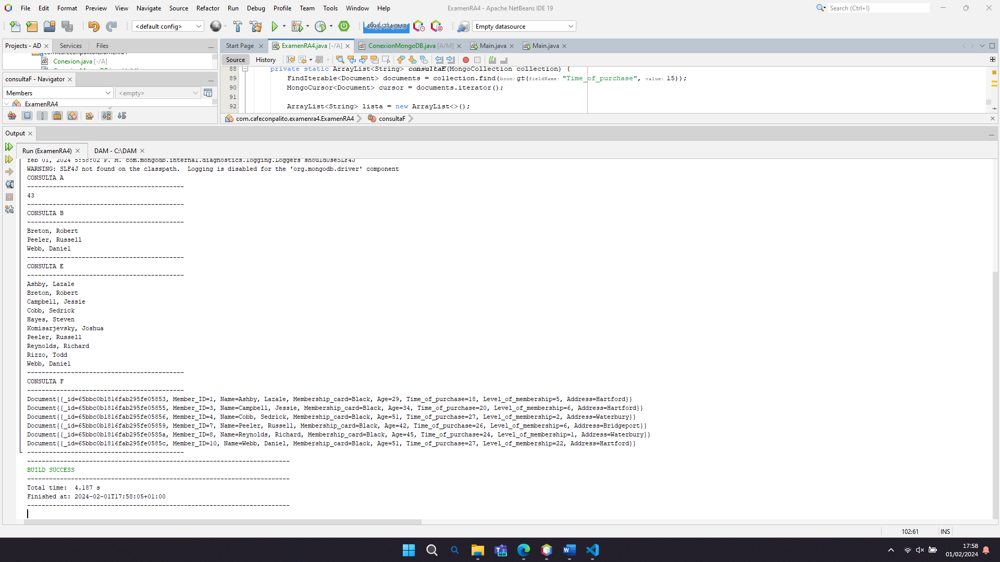 File Edit Format Preview View Navigate Source Refactor Run Debug Profile Team Tools Window Help
ExamenRA4 - Apache NetBeans IDE 19
Search (Ctrl+I)
<default config>
499,6/734,0MB
Empty datasource
Projects - AD
Services
Files
com.cafeconpalito.examenra4
Conexion.java [-/A]
ConexionMongoDB.java [A/M]
Start Page
ExamenRA4.java [-/A]
ConexionMongoDB.java [A/M]
Main.java
Main.java
Source
History
consultaF - Navigator
Members
<empty>
ExamenRA4
88 private static ArrayList<String> consultaE(MongoCollection collection) {
89 FindIterable<Document> documents = collection.find(bson: gt(fieldName: "Time_of_purchase", value: 15));
90 MongoCursor<Document> cursor = documents.iterator();
91
92 ArrayList<String> lista = new ArrayList<>();
com.cafeconpalito.examenra4.ExamenRA4
consultaF
Output
Run (ExamenRA4)
DAM - C:\DAM
feb 01, 2024 5:58:02 P. M. com.mongodb.internal.diagnostics.logging.Loggers shouldUseSLF4J
WARNING: SLF4J not found on the classpath.  Logging is disabled for the 'org.mongodb.driver' component
CONSULTA A
-------------------------------------------
43
-------------------------------------------
CONSULTA B
-------------------------------------------
Breton, Robert
Peeler, Russell
Webb, Daniel
-------------------------------------------
CONSULTA E
-------------------------------------------
Ashby, Lazale
Breton, Robert
Campbell, Jessie
Cobb, Sedrick
Hayes, Steven
Komisarjevsky, Joshua
Peeler, Russell
Reynolds, Richard
Rizzo, Todd
Webb, Daniel
-------------------------------------------
CONSULTA F
-------------------------------------------
Document{{_id=65bbc0b1816fab295fe05853, Member_ID=1, Name=Ashby, Lazale, Membership_card=Black, Age=29, Time_of_purchase=18, Level_of_membership=5, Address=Hartford}}
Document{{_id=65bbc0b1816fab295fe05855, Member_ID=3, Name=Campbell, Jessie, Membership_card=Black, Age=34, Time_of_purchase=20, Level_of_membership=6, Address=Hartford}}
Document{{_id=65bbc0b1816fab295fe05856, Member_ID=4, Name=Cobb, Sedrick, Membership_card=Black, Age=51, Time_of_purchase=27, Level_of_membership=2, Address=Waterbury}}
Document{{_id=65bbc0b1816fab295fe05859, Member_ID=7, Name=Peeler, Russell, Membership_card=Black, Age=42, Time_of_purchase=26, Level_of_membership=6, Address=Bridgeport}}
Document{{_id=65bbc0b1816fab295fe0585a, Member_ID=8, Name=Reynolds, Richard, Membership_card=Black, Age=45, Time_of_purchase=24, Level_of_membership=1, Address=Waterbury}}
Document{{_id=65bbc0b1816fab295fe0585c, Member_ID=10, Name=Webb, Daniel, Membership_card=Black, Age=51, Time_of_purchase=27, Level_of_membership=22, Address=Hartford}}
-------------------------------------------
------------------------------------------------------------------------
BUILD SUCCESS
------------------------------------------------------------------------
Total time:  4.187 s
Finished at: 2024-02-01T17:58:05+01:00
------------------------------------------------------------------------
102:61
INS
NEW
17:58
01/02/2024